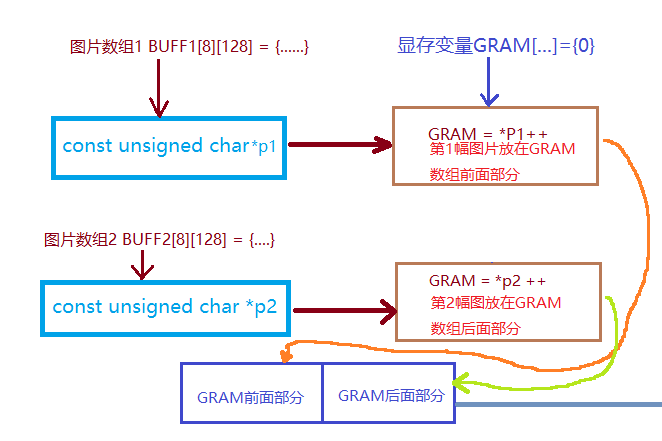 图片数组1 BUFF1[8][128] = {......}
显存变量GRAM[...]={0}
const unsigned char*p1
GRAM = *P1++
第1幅图片放在GRAM
数组前面部分
图片数组2 BUFF2[8][128] = {....}
const unsigned char *p2
GRAM = *p2 ++
第2幅图放在GRAM
数组后面部分
GRAM前面部分
GRAM后面部分